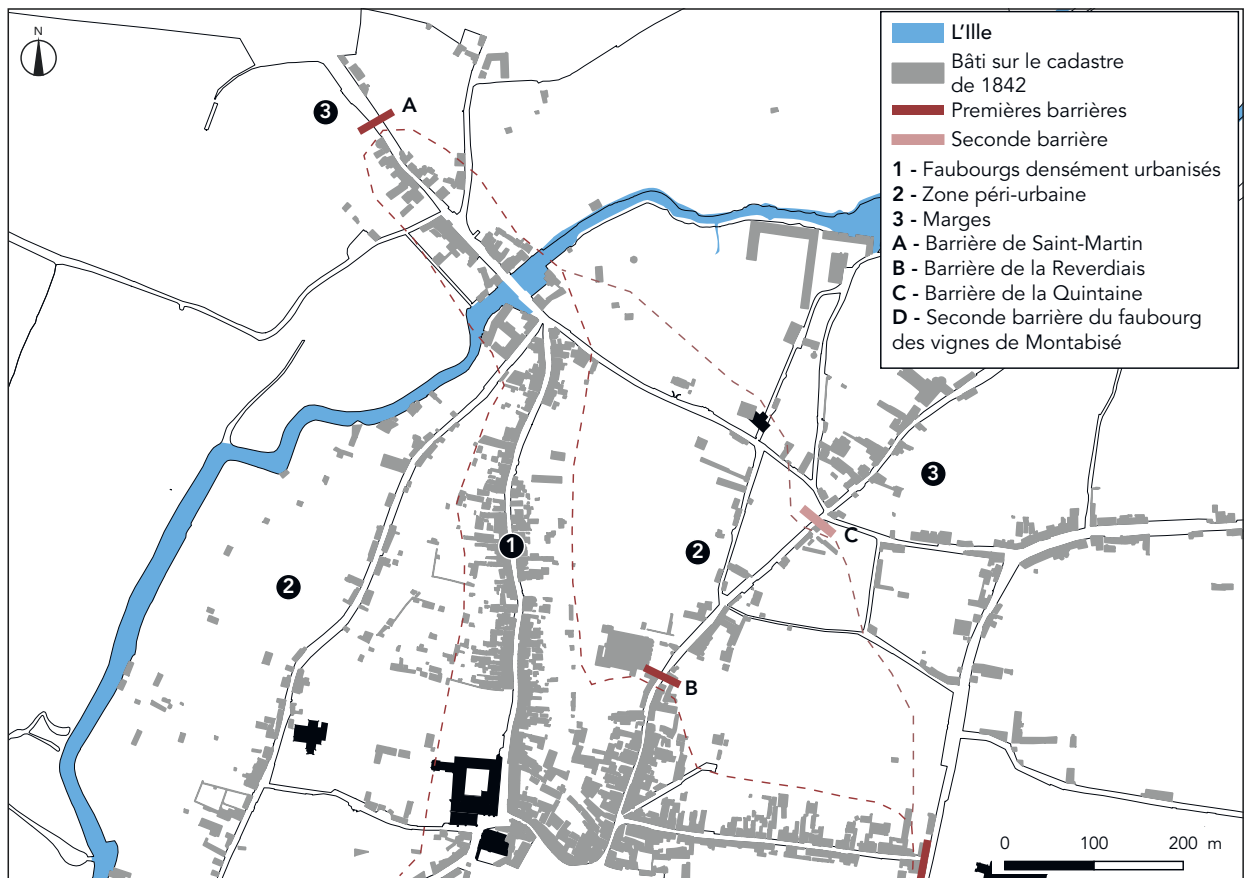 N
L'Ille
Bâti sur le cadastre
de 1842
Premières barrières
Seconde barrière
1 - Faubourgs densément urbanisés
2 - Zone péri-urbaine
3 - Marges
A - Barrière de Saint-Martin
B - Barrière de la Reverdiais
C - Barrière de la Quintaine
D - Seconde barrière du faubourg
des vignes de Montabisé
3
A
3
C
1
2
2
B
0 100 200 m